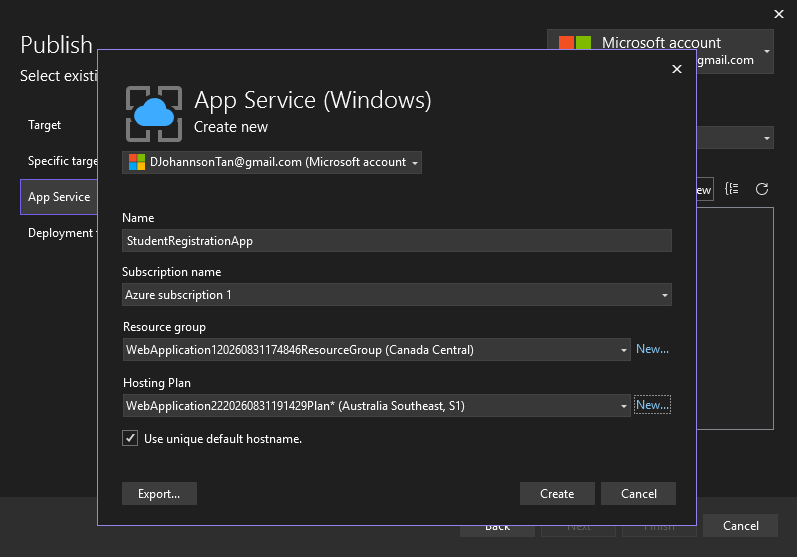 Publish
Select existi
Microsoft account
gmail.com
Target
Specific targe
App Service
Deployment
ew
App Service (Windows)
Create new
DJohannsonTan@gmail.com (Microsoft account
Name
StudentRegistrationApp
Subscription name
Azure subscription 1
Resource group
WebApplication120260831174846ResourceGroup (Canada Central)
New...
Hosting Plan
WebApplication2220260831191429Plan* (Australia Southeast, S1)
New...
Use unique default hostname.
Export...
Create
Cancel
Back
Next
Finish
Cancel